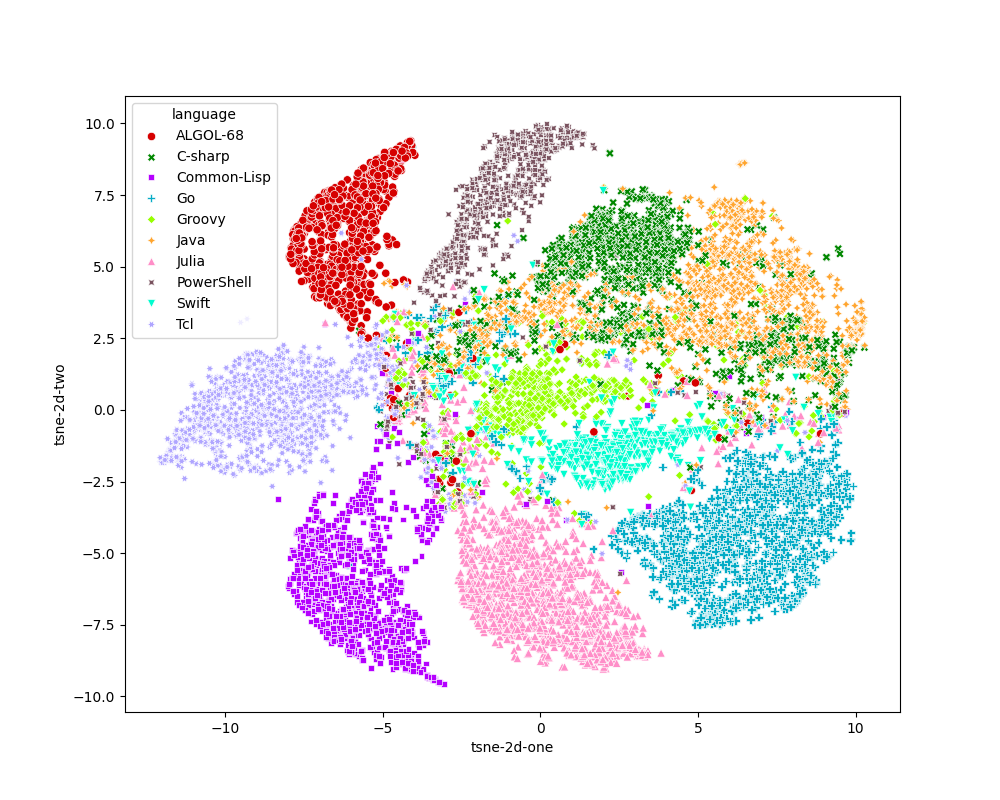 language
ALGOL-68
C-sharp
Common-Lisp
Go
Groovy
Java
Julia
PowerShell
Swift
Tcl
10.0
7.5
5.0
2.5
0.0
−2.5
−5.0
−7.5
−10.0
tsne-2d-two
−10
−5
0
5
10
tsne-2d-one